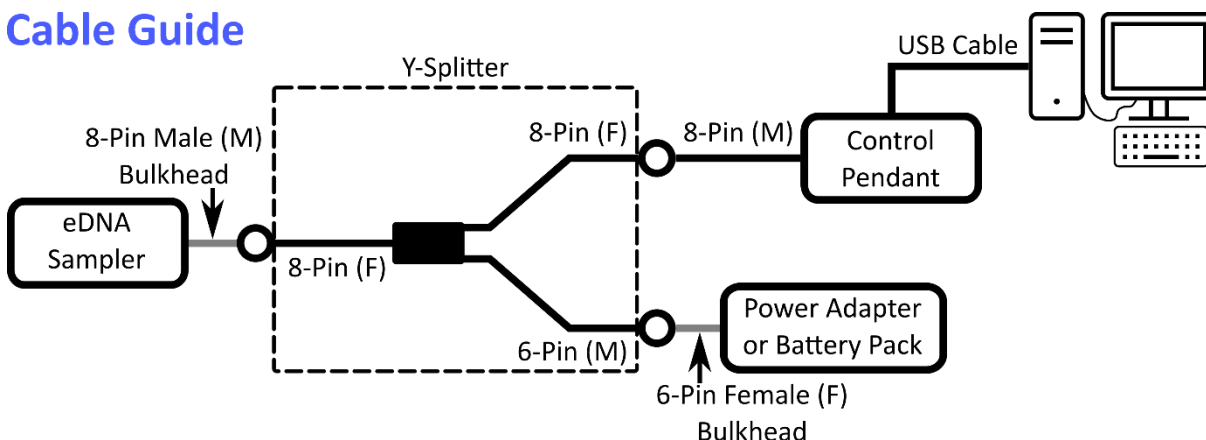 Cable Guide
USB Cable
Y-Splitter
8-Pin Male (M)
Bulkhead
8-Pin (F)
8-Pin (M)
Control
Pendant
eDNA
Sampler
8-Pin (F)
6-Pin (M)
Power Adapter
or Battery Pack
6-Pin Female (F)
Bulkhead